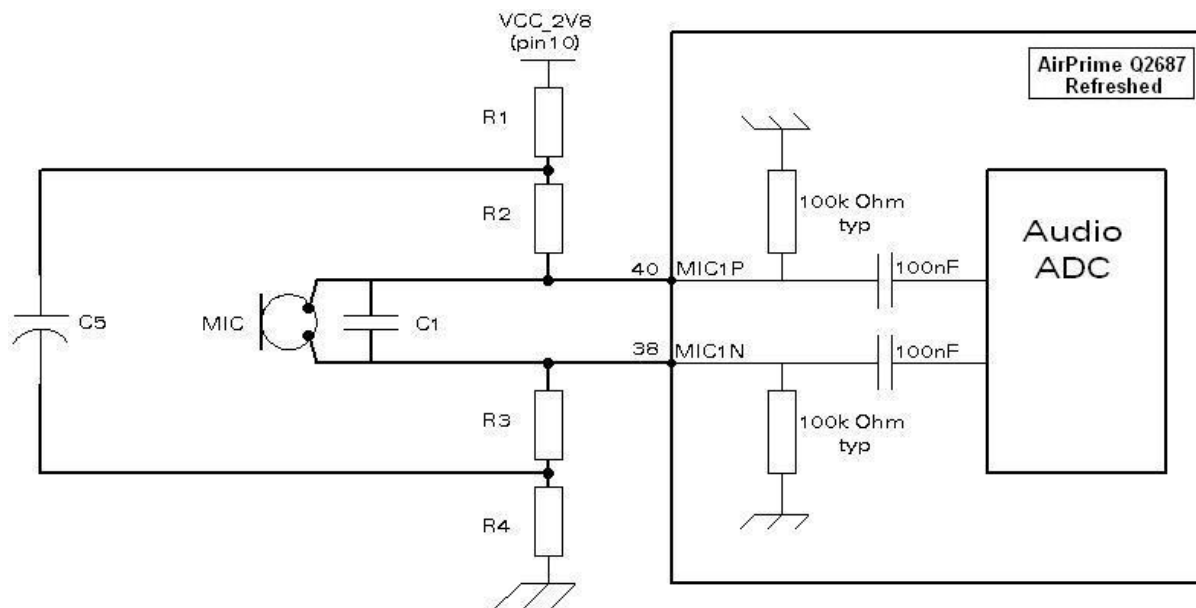 VCC_2V8
(pin10)
AirPrime Q2687
Refreshed
R1
R2
100k Ohm
typ
Audio
ADC
40
MIC1P
100nF
C5
MIC
C1
38
MIC1N
100nF
R3
100k Ohm
typ
R4